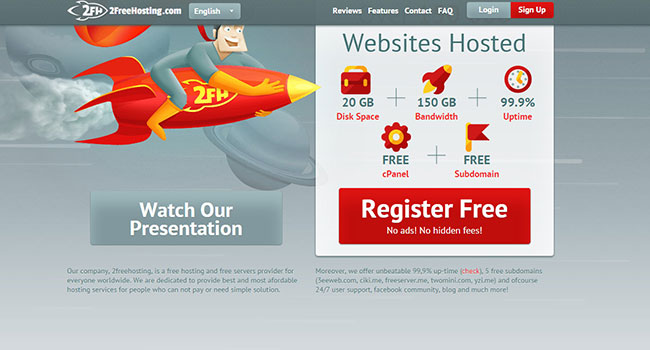 2FH 2FreeHosting.com
English
Reviews Features Contact FAQ
Login Sign Up
2FH
Websites Hosted
20 GB 150 GB 99.9%
Disk Space Bandwidth Uptime
FREE FREE
cPanel Subdomain
Watch Our
Presentation
Register Free
No ads! No hidden fees!
Our company, 2freehosting, is a free hosting and free servers provider for
everyone worldwide. We are dedicated to provide best and most afordable
hosting services for people who can not pay or need simple solution.
Moreover, we offer unbeatable 99,9% up-time (check), 5 free subdomains
(3eeweb.com, ciki.me, freeserver.me, twomini.com, yzi.me) and ofcourse
24/7 user support, facebook community, blog and much more!